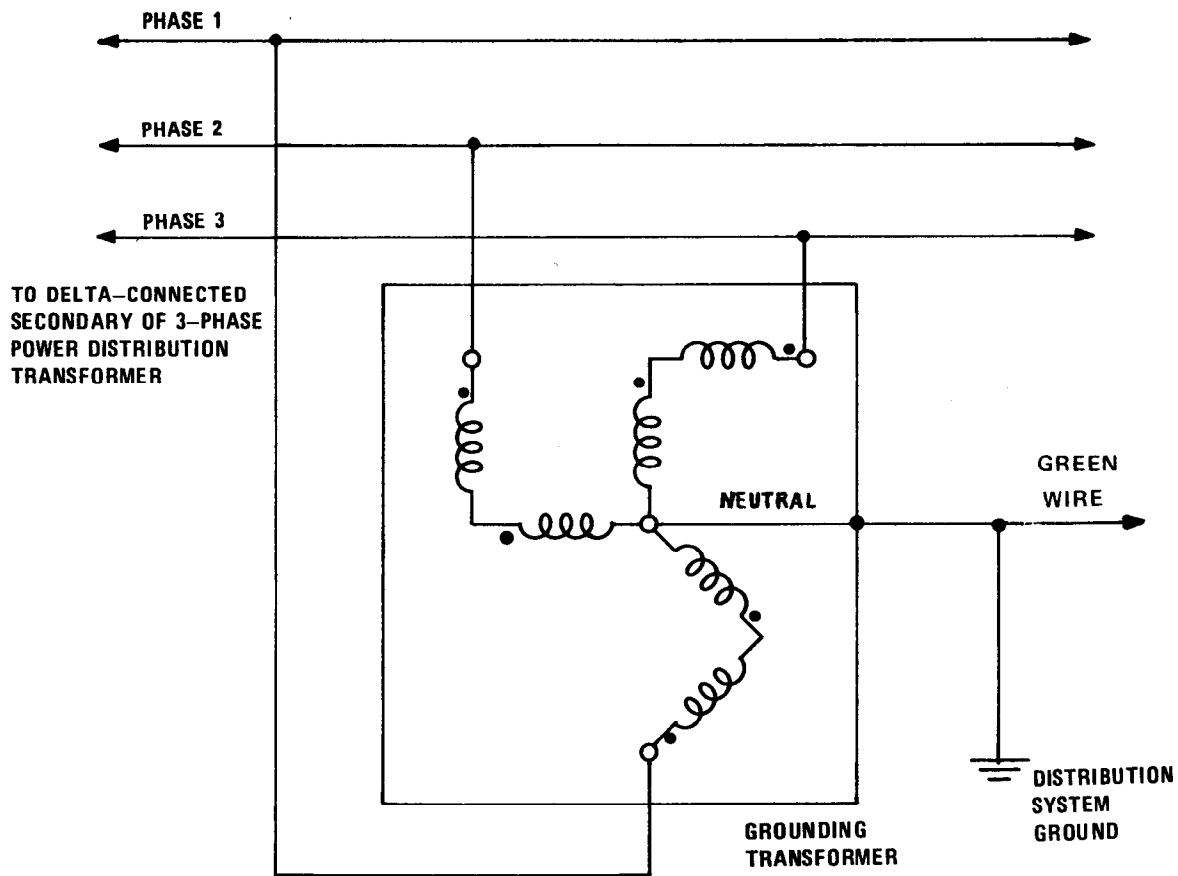 PHASE 1
PHASE 2
PHASE 3
TO DELTA–CONNECTED
SECONDARY OF 3–PHASE
POWER DISTRIBUTION
TRANSFORMER
NEUTRAL
GREEN
WIRE
DISTRIBUTION
SYSTEM
GROUND
GROUNDING
TRANSFORMER